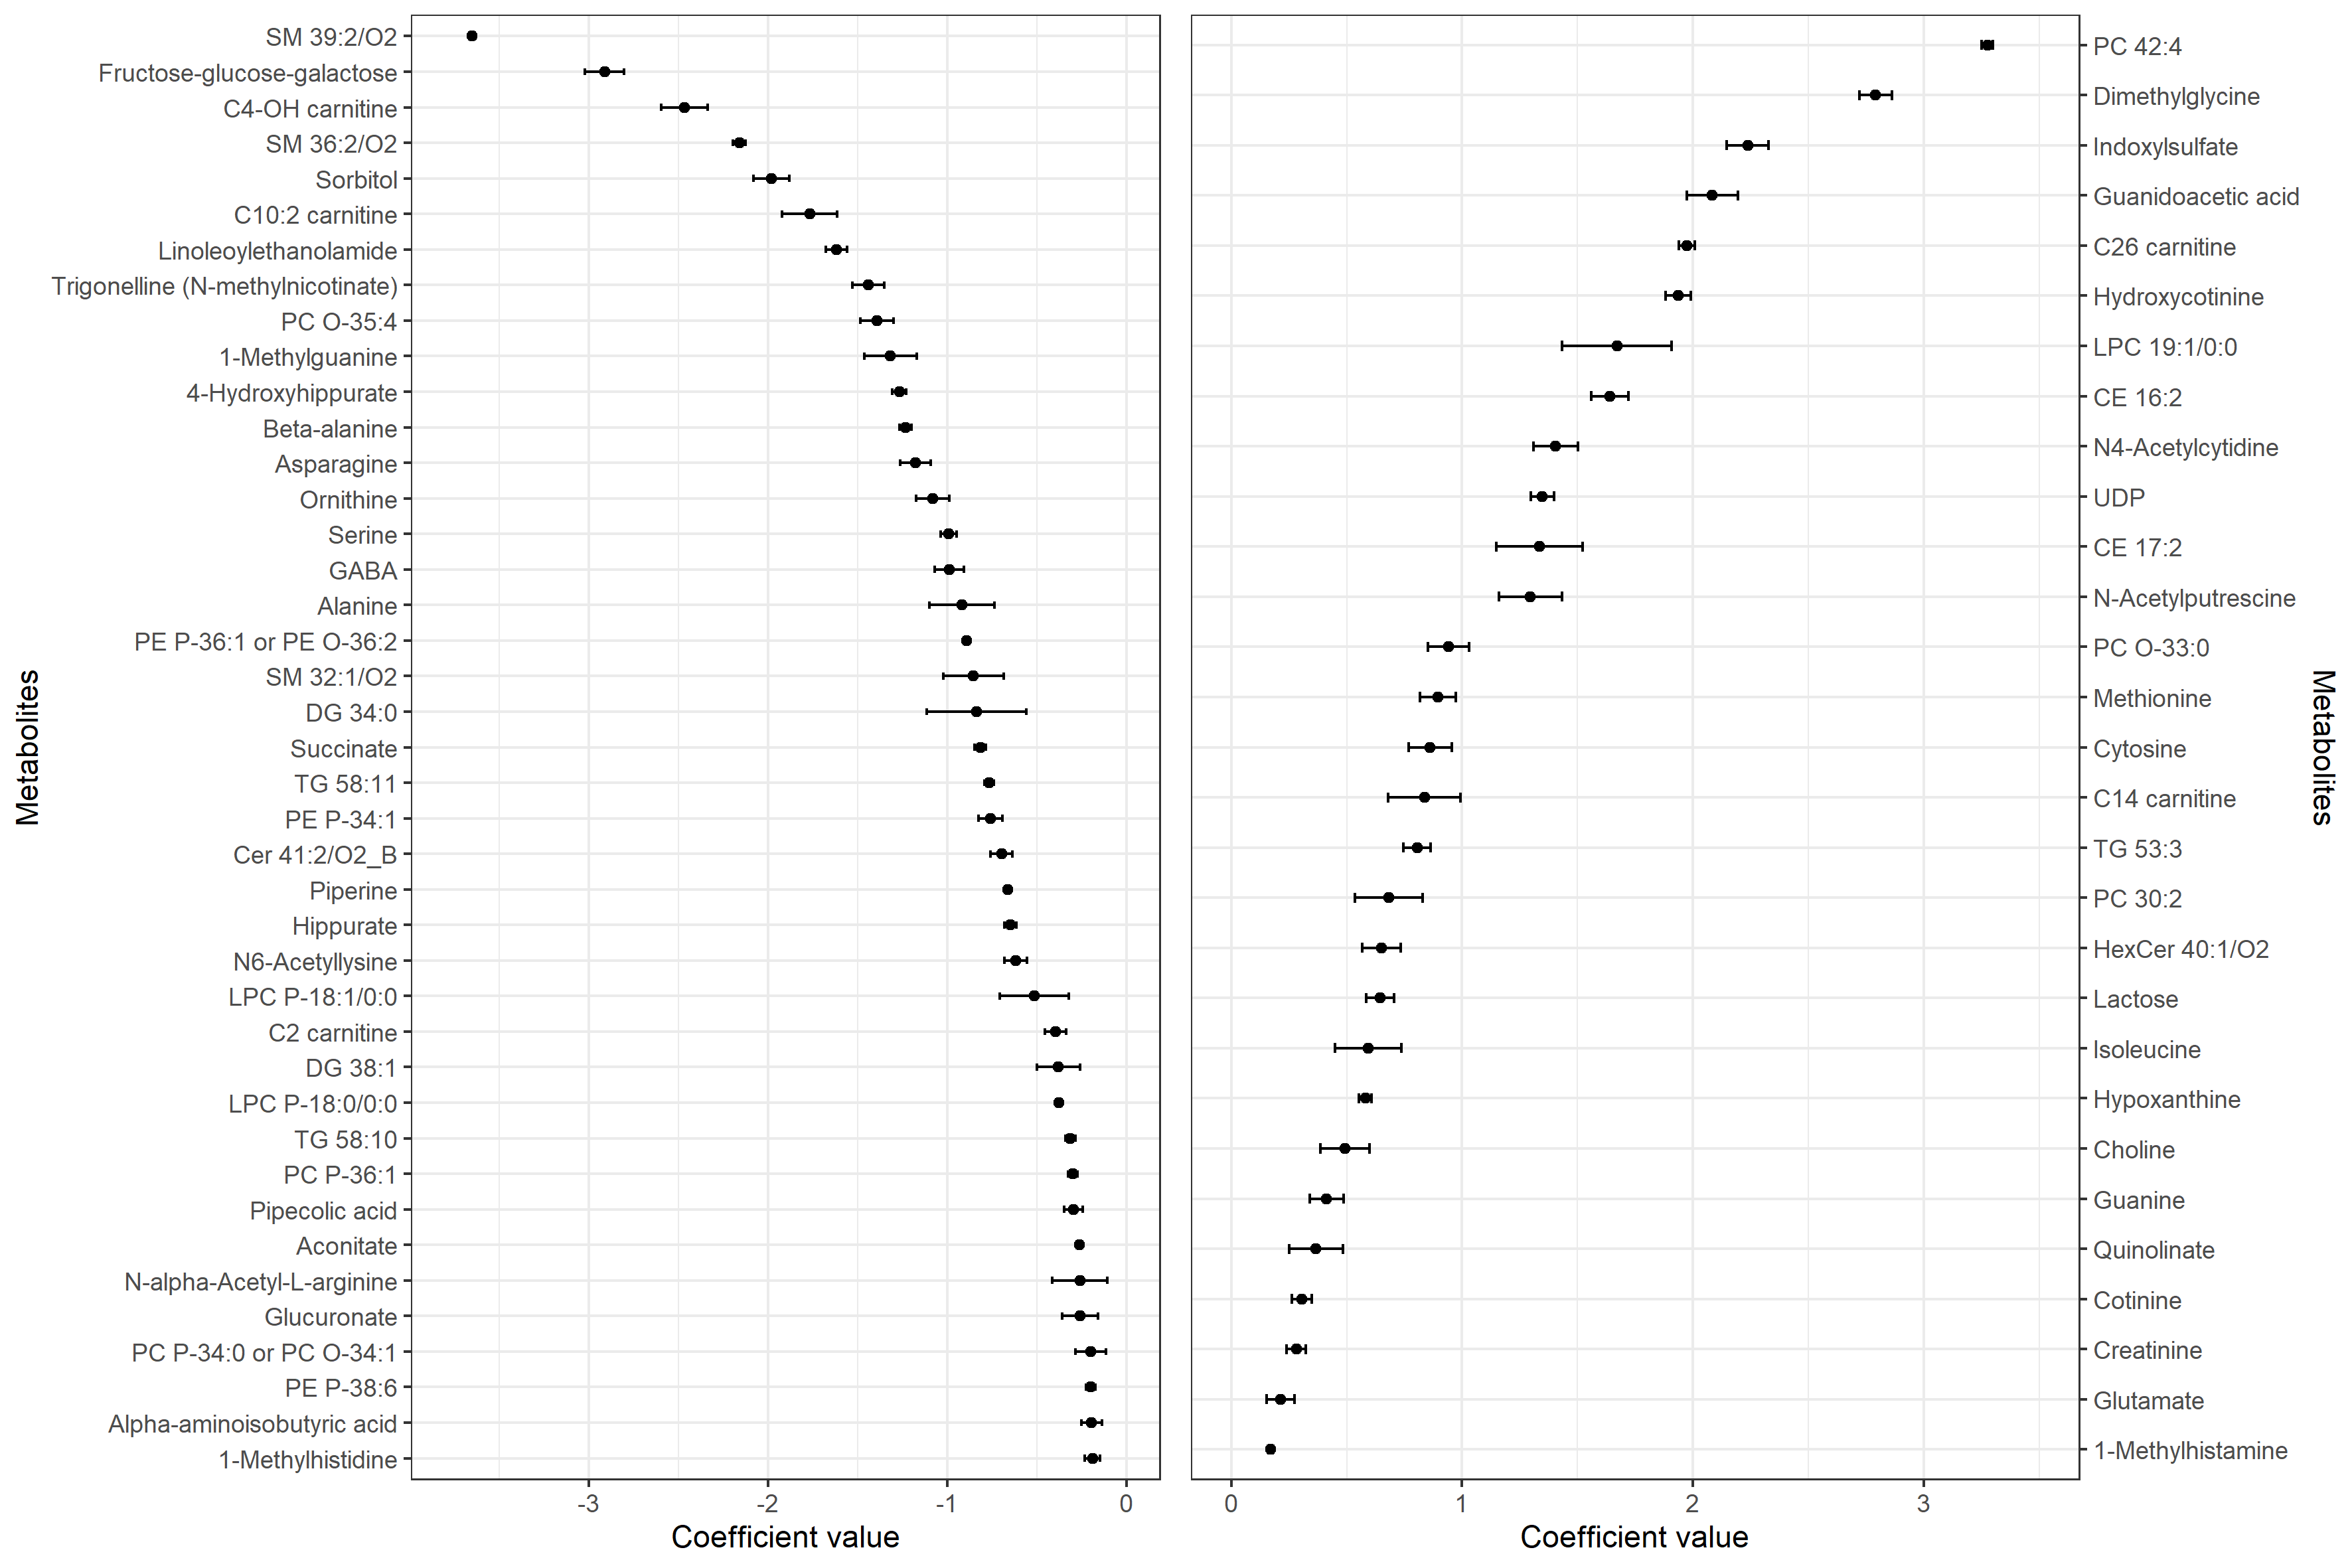 Metabolites
SM 39:2/O2
Fructose-glucose-galactose
C4-OH carnitine
SM 36:2/O2
Sorbitol
C10:2 carnitine
Linoleoylethanolamide
Trigonelline (N-methylnicotinate)
PC O-35:4
1-Methylguanine
4-Hydroxyhippurate
Beta-alanine
Asparagine
Ornithine
Serine
GABA
Alanine
PE P-36:1 or PE O-36:2
SM 32:1/O2
DG 34:0
Succinate
TG 58:11
PE P-34:1
Cer 41:2/O2_B
Piperine
Hippurate
N6-Acetyllysine
LPC P-18:1/0:0
C2 carnitine
DG 38:1
LPC P-18:0/0:0
TG 58:10
PC P-36:1
Pipecolic acid
Aconitate
N-alpha-Acetyl-L-arginine
Glucuronate
PC P-34:0 or PC O-34:1
PE P-38:6
Alpha-aminoisobutyric acid
1-Methylhistidine
-3 -2 -1 0
Coefficient value
PC 42:4
Dimethylglycine
Indoxylsulfate
Guanidoacetic acid
C26 carnitine
Hydroxycotinine
LPC 19:1/0:0
CE 16:2
N4-Acetylcytidine
UDP
CE 17:2
N-Acetylputrescine
PC O-33:0
Methionine
Cytosine
C14 carnitine
TG 53:3
PC 30:2
HexCer 40:1/O2
Lactose
Isoleucine
Hypoxanthine
Choline
Guanine
Quinolinate
Cotinine
Creatinine
Glutamate
1-Methylhistamine
0 1 2 3
Coefficient value
Metabolites